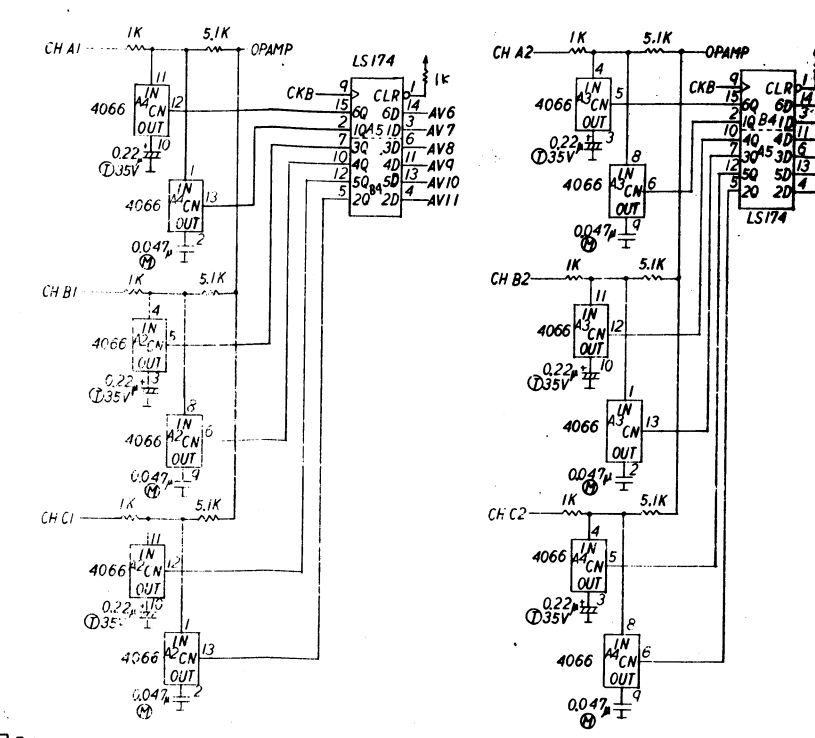 1K 5.1K
CH A1 OPAMP
LS174
11
IN
4066 A4 CN 12
OUT
10
0.22μ +
Ⓣ35V
1
IN
4066 A4 CN 13
OUT
2
0.047μ
Ⓜ
CKB 9 CLR 1 1K
15 6Q 6D 14 AV6
2 1Q A5 1D 3 AV7
7 3Q 3D 6 AV8
10 4Q 4D 11 AV9
12 5Q 5D 13 AV10
5 2Q B4 2D 4 AV11
1K 5.1K
CH B1
4
IN
4066 A2 CN 5
OUT
3
0.22μ +
Ⓣ35V
8
IN
4066 A2 CN 6
OUT
9
0.047μ
Ⓜ
1K 5.1K
CH C1
11
IN
4066 A2 CN 12
OUT
10
0.22μ +
Ⓣ35V
1
IN
4066 A2 CN 13
OUT
2
0.047μ
Ⓜ
1K 5.1K
CH A2 OPAMP
LS174
4
IN
4066 A3 CN 5
OUT
3
0.22μ +
Ⓣ35V
8
IN
4066 A3 CN 6
OUT
9
0.047μ
Ⓜ
CKB 9 CLR 1
15 6Q 6D 14
2 1Q B4 1D 3
10 4Q 4D 11
7 3Q A5 3D 6
12 5Q 5D 13
5 2Q 2D 4
LS174
1K 5.1K
CH B2
11
IN
4066 A3 CN 12
OUT
10
0.22μ +
Ⓣ35V
1
IN
4066 A3 CN 13
OUT
2
0.047μ
Ⓜ
1K 5.1K
CH C2
4
IN
4066 A4 CN 5
OUT
3
0.22μ +
Ⓣ35V
8
IN
4066 A4 CN 6
OUT
9
0.047μ
Ⓜ